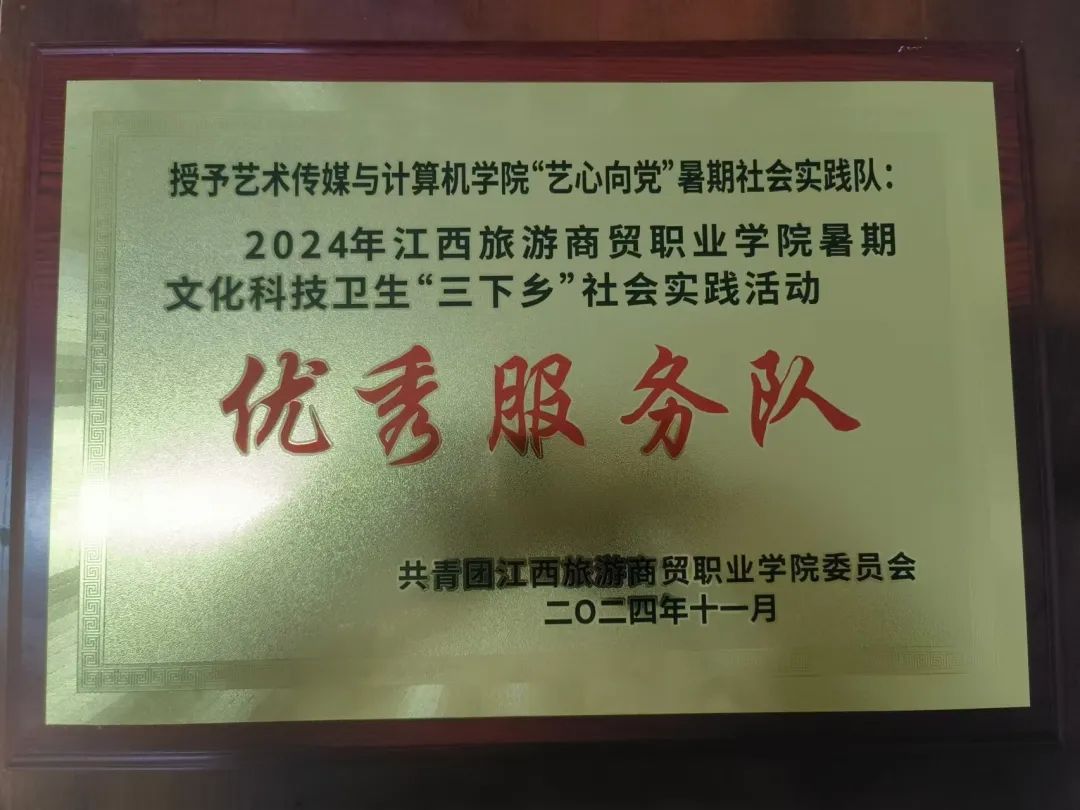 授予艺术传媒与计算机学院“艺心向党”暑期社会实践队：
2024年江西旅游商贸职业学院暑期
文化科技卫生“三下乡”社会实践活动
优秀服务队
共青团江西旅游商贸职业学院委员会
二〇二四年十一月